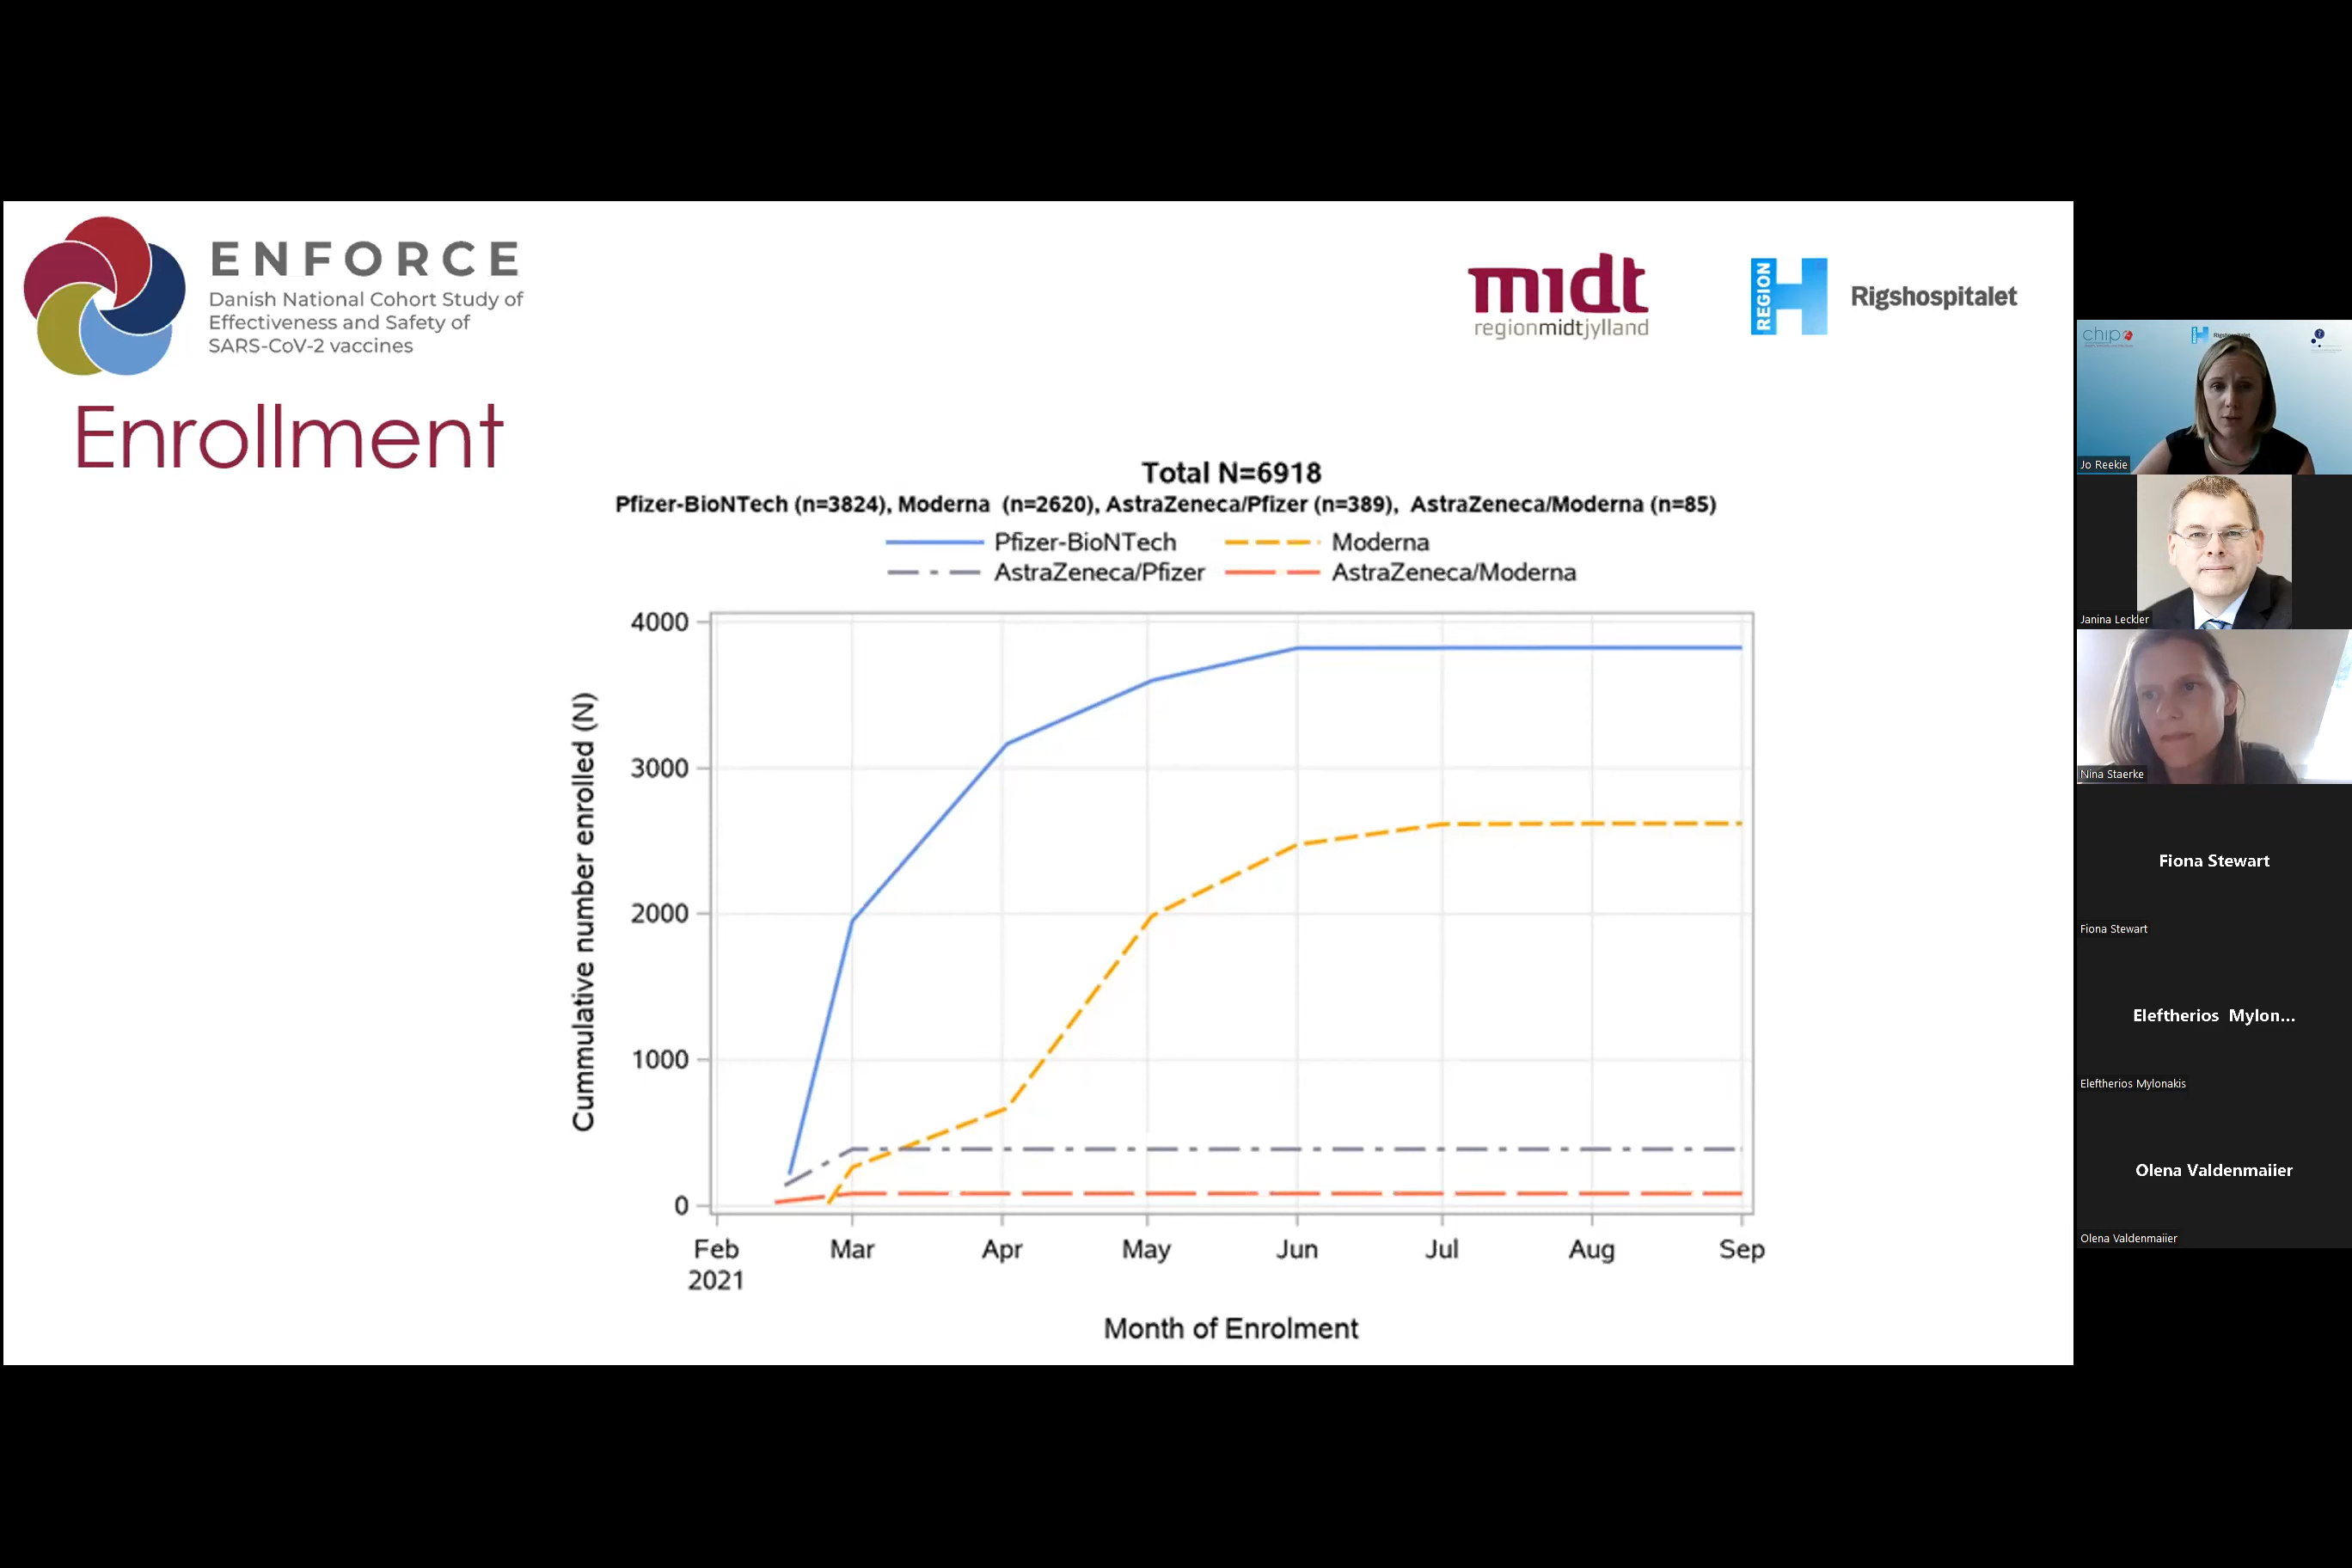 ENFORCE
Danish National Cohort Study of
Effectiveness and Safety of
SARS-CoV-2 vaccines
midt
regionmidtjylland
REGION
Rigshospitalet
Enrollment
Total N=6918
Pfizer-BioNTech (n=3824), Moderna (n=2620), AstraZeneca/Pfizer (n=389), AstraZeneca/Moderna (n=85)
Pfizer-BioNTech Moderna
AstraZeneca/Pfizer AstraZeneca/Moderna
Cummulative number enrolled (N)
4000
3000
2000
1000
0
Feb Mar Apr May Jun Jul Aug Sep
2021
Month of Enrolment
chip
Jo Reekie
Janina Leckler
Nina Staerke
Fiona Stewart
Fiona Stewart
Eleftherios Mylon...
Eleftherios Mylonakis
Olena Valdenmaiier
Olena Valdenmaiier